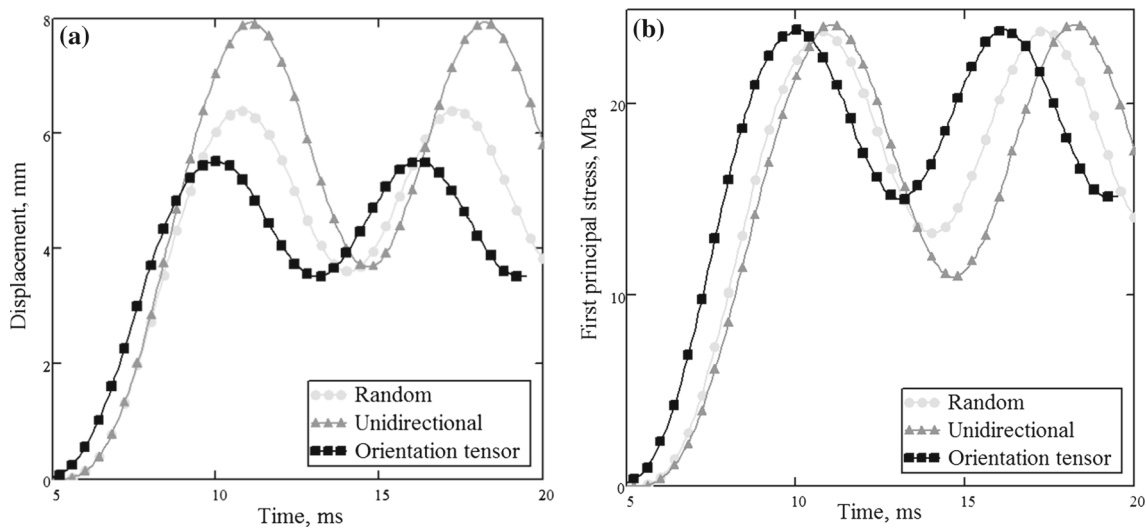 (a)
8
6
4
2
0
5
10
15
20
Displacement, mm
Time, ms
Random
Unidirectional
Orientation tensor
(b)
20
10
0
5
10
15
20
First principal stress, MPa
Time, ms
Random
Unidirectional
Orientation tensor